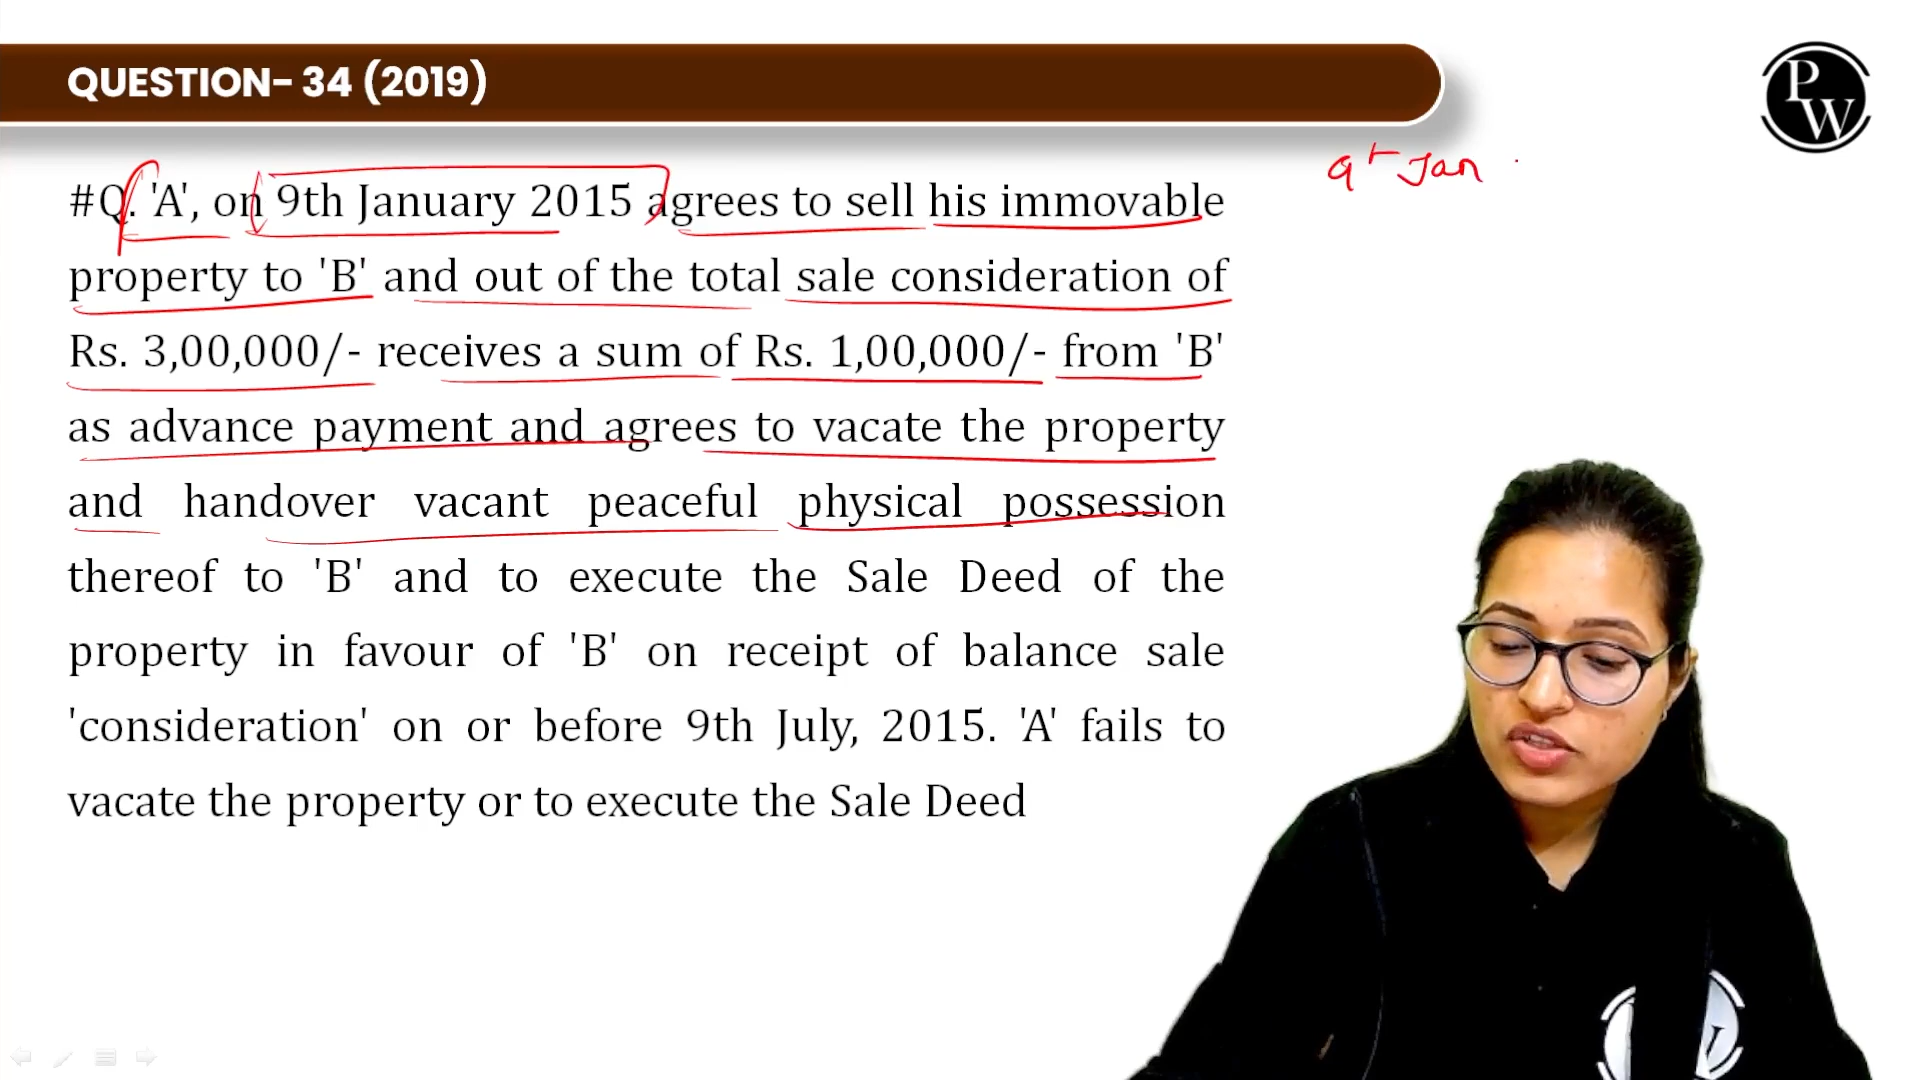 QUESTION- 34 (2019)
P
W
9th Jan
#Q. 'A', on 9th January 2015 agrees to sell his immovable
property to 'B' and out of the total sale consideration of
Rs. 3,00,000/- receives a sum of Rs. 1,00,000/- from 'B'
as advance payment and agrees to vacate the property
and handover vacant peaceful physical possession
thereof to 'B' and to execute the Sale Deed of the
property in favour of 'B' on receipt of balance sale
'consideration' on or before 9th July, 2015. 'A' fails to
vacate the property or to execute the Sale Deed